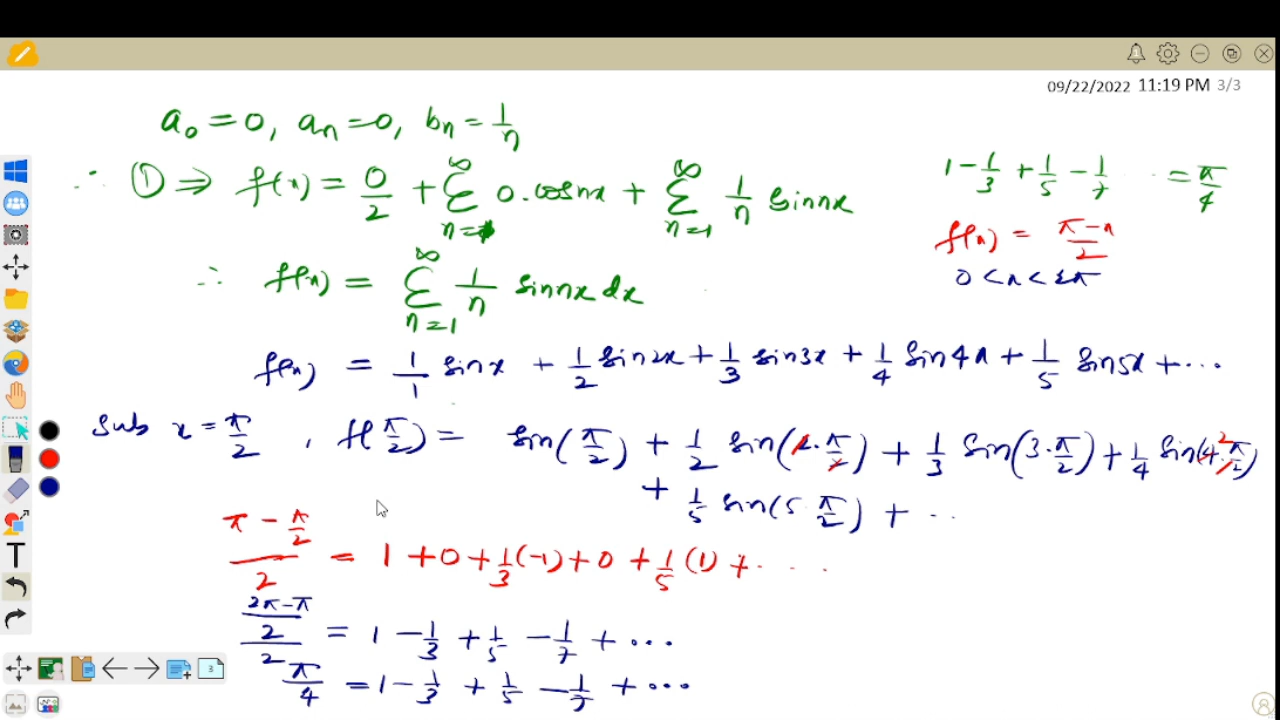 09/22/2022 11:19 PM 3/3
a₀ = 0, aₙ = 0, bₙ = 1/n
∴ ① ⇒ f(x) = 0/2 + ∑_{n=1}^{∞} 0.cosnx + ∑_{n=1}^{∞} 1/n sinnx
1 - 1/3 + 1/5 - 1/7 ... = π/4
f(x) = (π-x)/2
0 < x < 2π
∴ f(x) = ∑_{n=1}^{∞} 1/n sinnx dx
f(x) = 1/1 sinx + 1/2 sin2x + 1/3 sin3x + 1/4 sin4x + 1/5 sin5x + ...
Sub x = π/2, f(π/2) = sin(π/2) + 1/2 sin(2·π/2) + 1/3 sin(3·π/2) + 1/4 sin(4·π/2)
2
+ 1/5 sin(5 π/2) + ..
(π - π/2)/2 = 1 + 0 + 1/3(-1) + 0 + 1/5(1) + ....
((2π-π)/2)/2 = 1 - 1/3 + 1/5 - 1/7 + ...
π/4 = 1 - 1/3 + 1/5 - 1/7 + ...
T
3